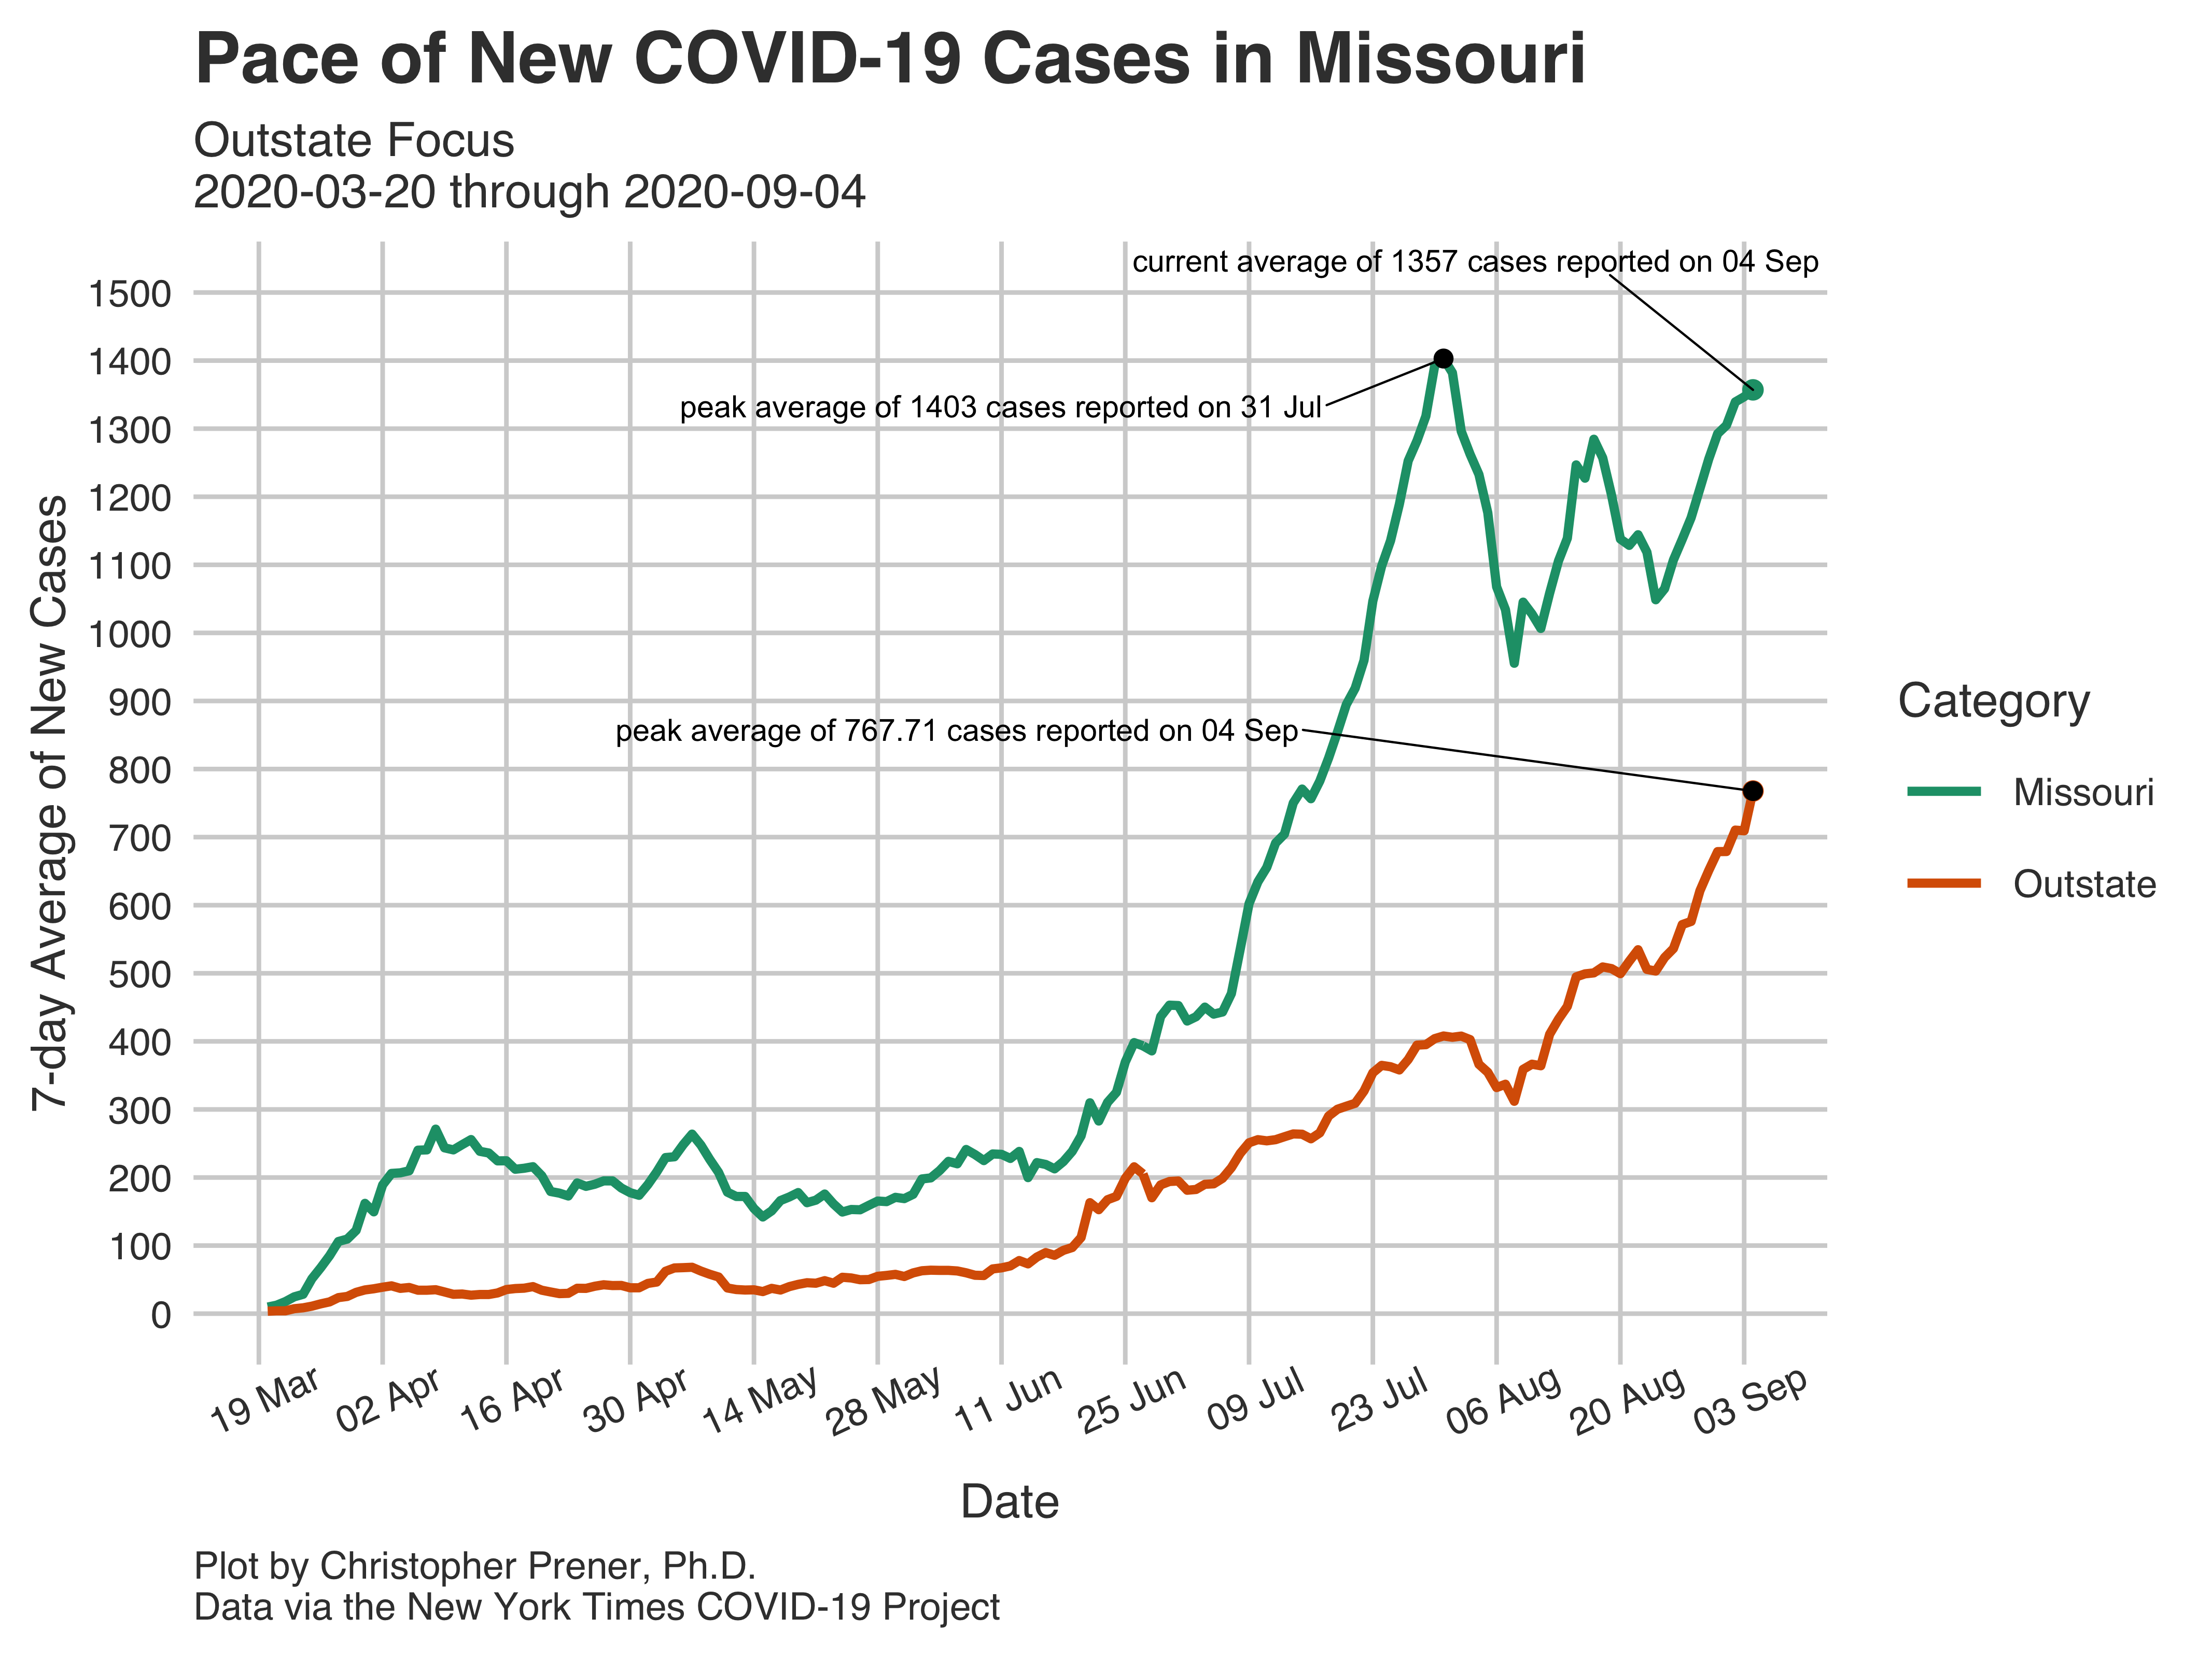 Pace of New COVID-19 Cases in Missouri
Outstate Focus
2020-03-20 through 2020-09-04
current average of 1357 cases reported on 04 Sep
peak average of 1403 cases reported on 31 Jul
peak average of 767.71 cases reported on 04 Sep
7-day Average of New Cases
1500
1400
1300
1200
1100
1000
900
800
700
600
500
400
300
200
100
0
19 Mar
02 Apr
16 Apr
30 Apr
14 May
28 May
11 Jun
25 Jun
09 Jul
23 Jul
06 Aug
20 Aug
03 Sep
Date
Category
Missouri
Outstate
Plot by Christopher Prener, Ph.D.
Data via the New York Times COVID-19 Project